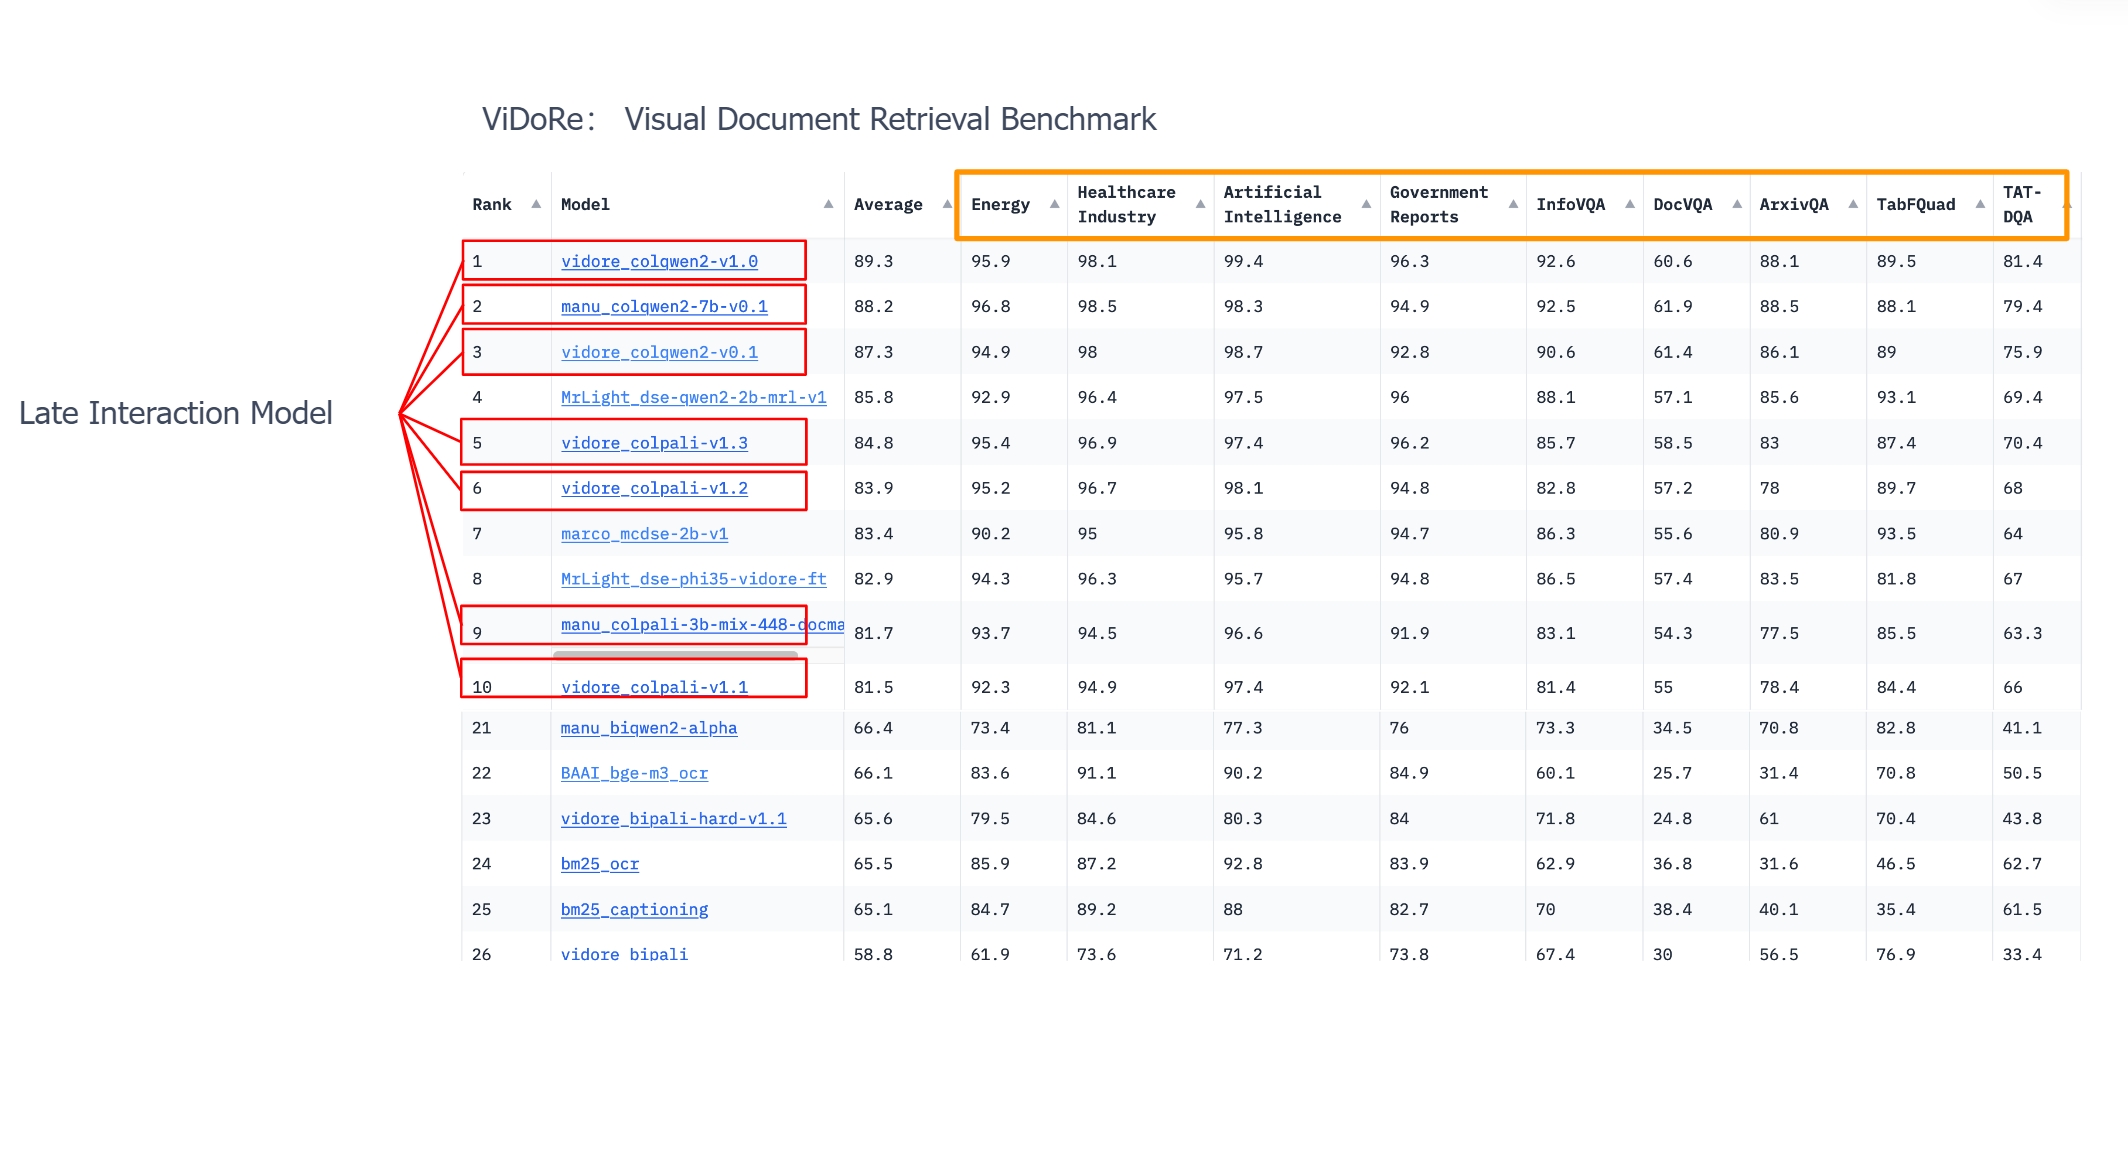 ViDoRe: Visual Document Retrieval Benchmark
Rank Model Average Energy Healthcare Industry Artificial Intelligence Government Reports InfoVQA DocVQA ArxivQA TabFQuad TAT-DQA
1 vidore_colqwen2-v1.0 89.3 95.9 98.1 99.4 96.3 92.6 60.6 88.1 89.5 81.4
2 manu_colqwen2-7b-v0.1 88.2 96.8 98.5 98.3 94.9 92.5 61.9 88.5 88.1 79.4
3 vidore_colqwen2-v0.1 87.3 94.9 98 98.7 92.8 90.6 61.4 86.1 89 75.9
4 MrLight_dse-qwen2-2b-mrl-v1 85.8 92.9 96.4 97.5 96 88.1 57.1 85.6 93.1 69.4
Late Interaction Model
5 vidore_colpali-v1.3 84.8 95.4 96.9 97.4 96.2 85.7 58.5 83 87.4 70.4
6 vidore_colpali-v1.2 83.9 95.2 96.7 98.1 94.8 82.8 57.2 78 89.7 68
7 marco_mcdse-2b-v1 83.4 90.2 95 95.8 94.7 86.3 55.6 80.9 93.5 64
8 MrLight_dse-phi35-vidore-ft 82.9 94.3 96.3 95.7 94.8 86.5 57.4 83.5 81.8 67
9 manu_colpali-3b-mix-448-docma 81.7 93.7 94.5 96.6 91.9 83.1 54.3 77.5 85.5 63.3
10 vidore_colpali-v1.1 81.5 92.3 94.9 97.4 92.1 81.4 55 78.4 84.4 66
21 manu_biqwen2-alpha 66.4 73.4 81.1 77.3 76 73.3 34.5 70.8 82.8 41.1
22 BAAI_bge-m3_ocr 66.1 83.6 91.1 90.2 84.9 60.1 25.7 31.4 70.8 50.5
23 vidore_bipali-hard-v1.1 65.6 79.5 84.6 80.3 84 71.8 24.8 61 70.4 43.8
24 bm25_ocr 65.5 85.9 87.2 92.8 83.9 62.9 36.8 31.6 46.5 62.7
25 bm25_captioning 65.1 84.7 89.2 88 82.7 70 38.4 40.1 35.4 61.5
26 vidore_bipali 58.8 61.9 73.6 71.2 73.8 67.4 30 56.5 76.9 33.4